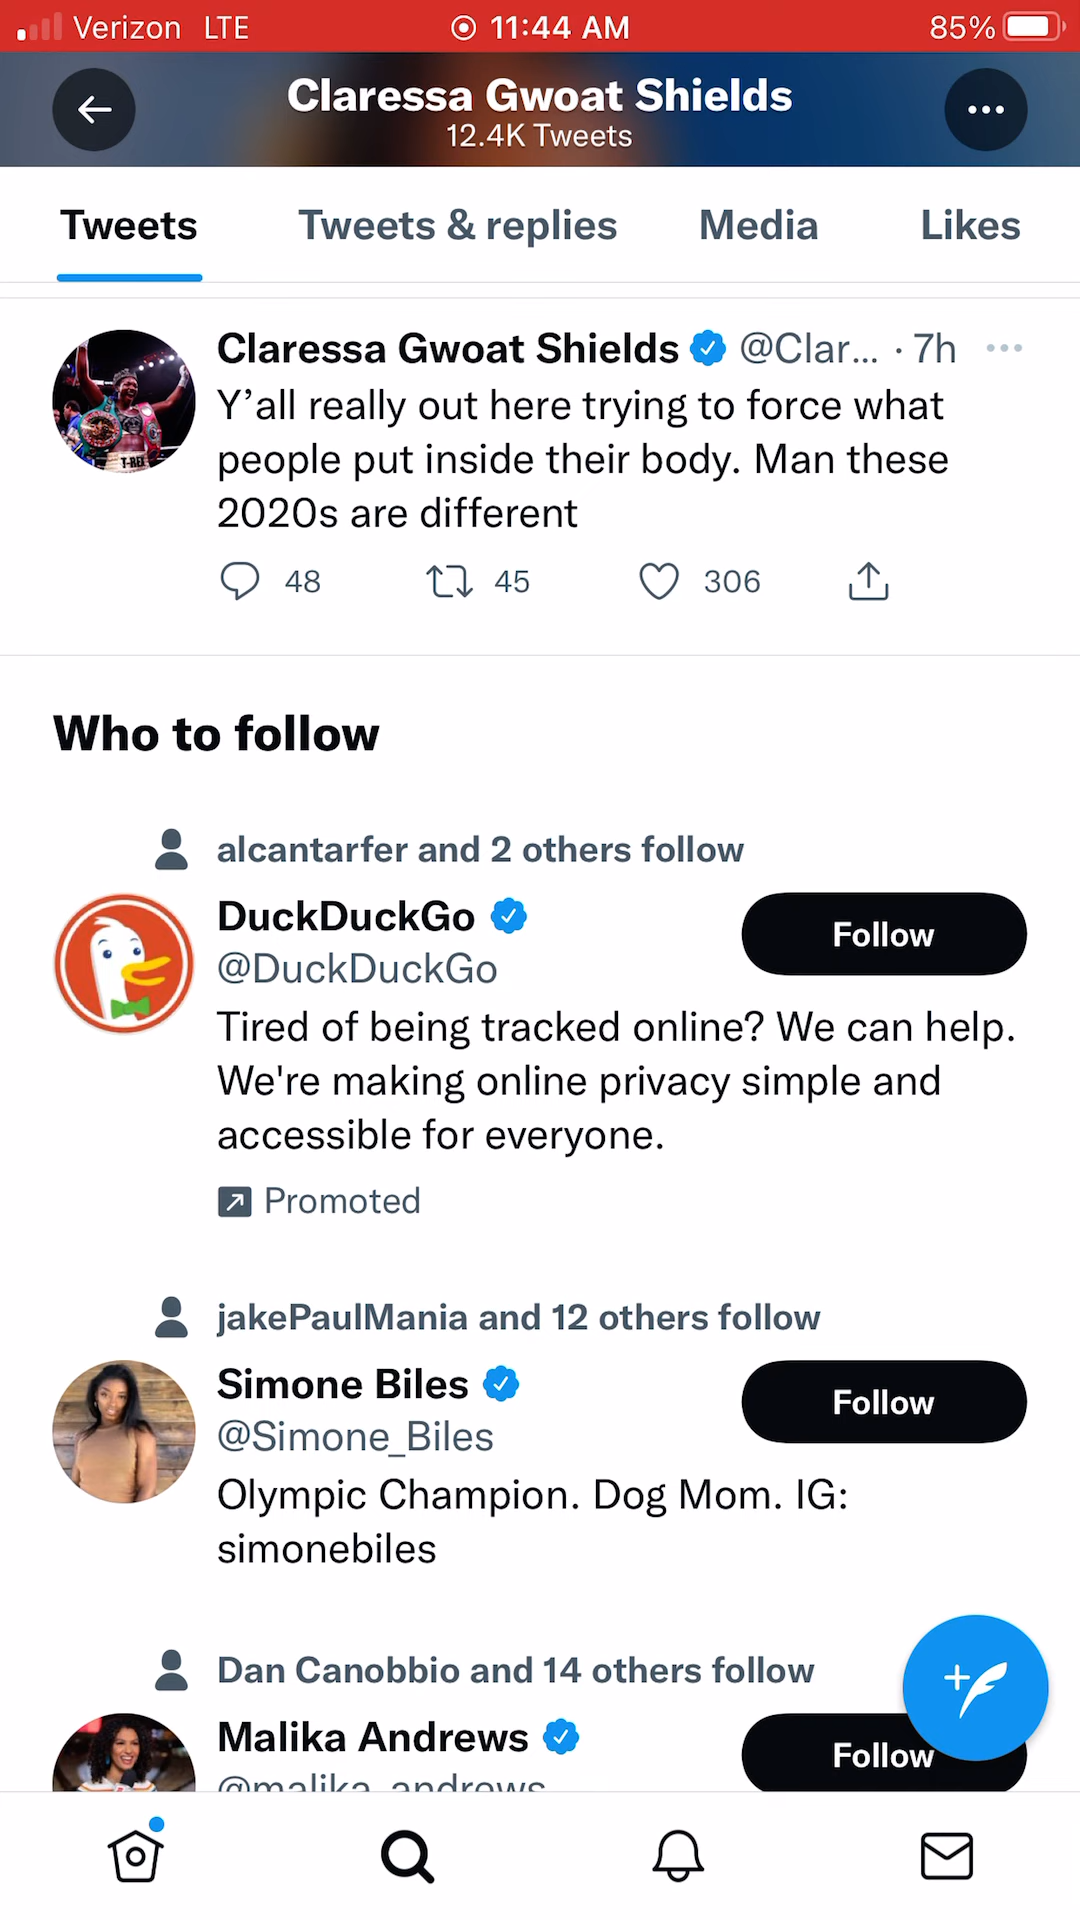 Verizon LTE 11:44 AM 85%
Claressa Gwoat Shields
12.4K Tweets
Tweets Tweets & replies Media Likes
Claressa Gwoat Shields @Clar... · 7h
Y’all really out here trying to force what
people put inside their body. Man these
2020s are different
48 45 306
Who to follow
alcantarfer and 2 others follow
DuckDuckGo
Follow
@DuckDuckGo
Tired of being tracked online? We can help.
We're making online privacy simple and
accessible for everyone.
Promoted
jakePaulMania and 12 others follow
Simone Biles
Follow
@Simone_Biles
Olympic Champion. Dog Mom. IG:
simonebiles
Dan Canobbio and 14 others follow
Malika Andrews
Follow
@malika_andrews